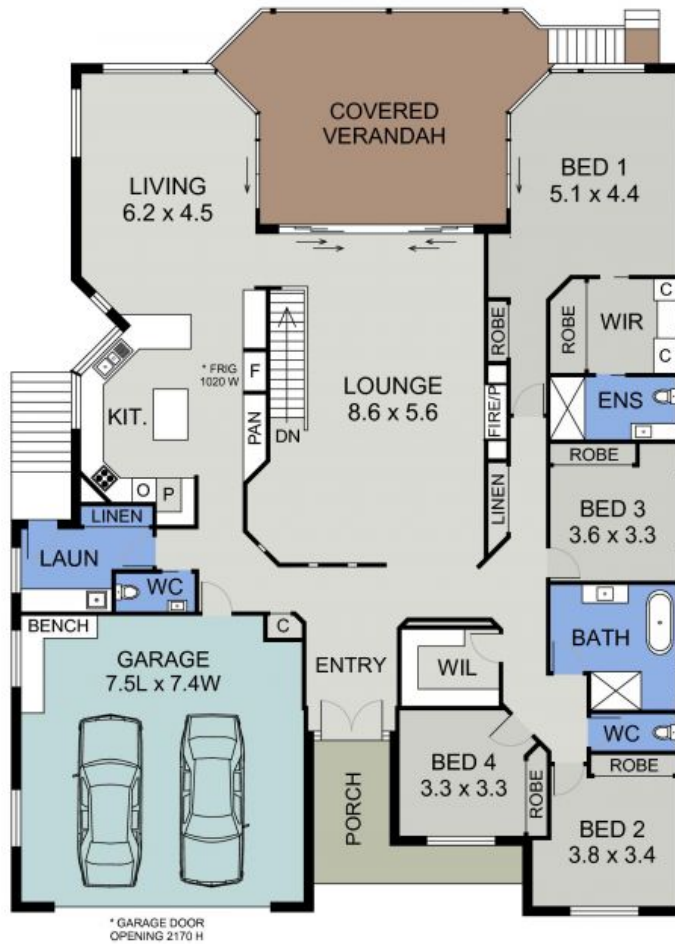 COVERED
VERANDAH
LIVING
6.2 x 4.5
BED 1
5.1 x 4.4
C
WIR
ROBE
C
ROBE
* FRIG
1020 W
F
LOUNGE
8.6 x 5.6
FIRE/P
ENS
KIT.
PAN
DN
ROBE
BED 3
3.6 x 3.3
O
P
LINEN
LINEN
LAUN
WC
BATH
BENCH
C
GARAGE
7.5L x 7.4W
ENTRY
WIL
WC
BED 4
3.3 x 3.3
ROBE
ROBE
PORCH
BED 2
3.8 x 3.4
* GARAGE DOOR
OPENING 2170 H